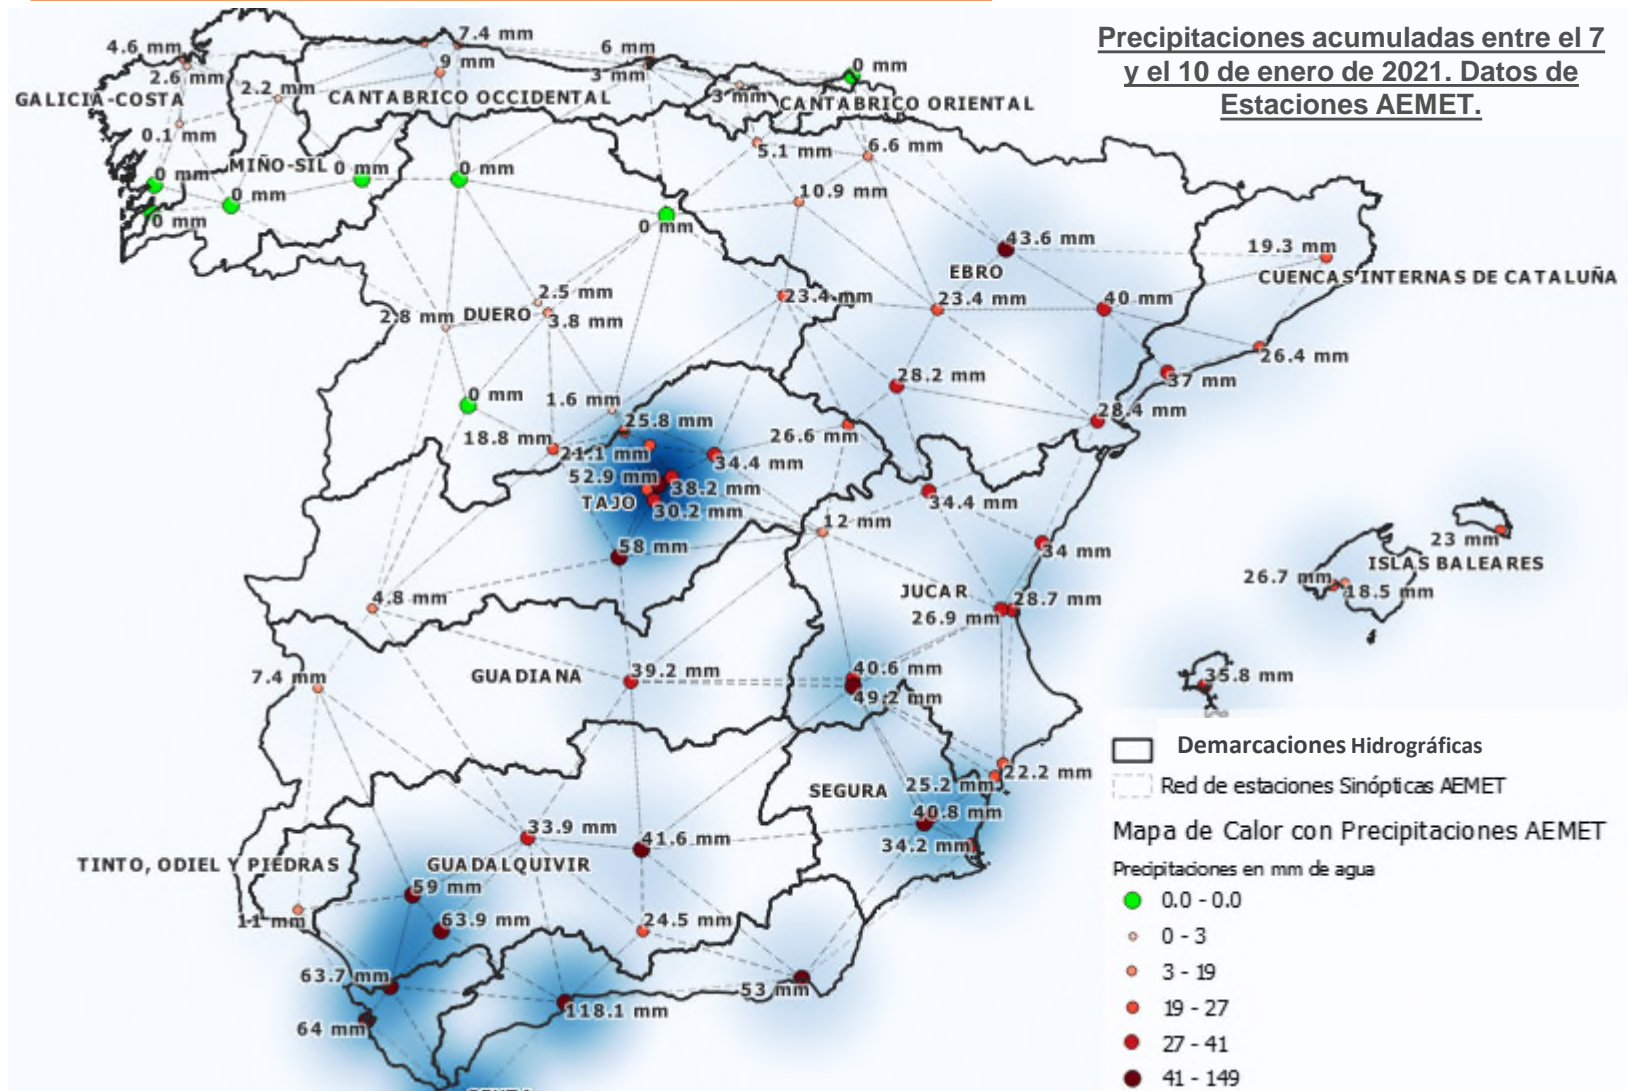 Precipitaciones acumuladas entre el 7
y el 10 de enero de 2021. Datos de
Estaciones AEMET.
4.6 mm
7.4 mm
6 mm
0 mm
2.6 mm
9 mm
3 mm
2.2 mm
3 mm
GALICIA-COSTA
CANTABRICO OCCIDENTAL
CANTABRICO ORIENTAL
0.1 mm
5.1 mm
6.6 mm
0 mm
MIÑO-SIL
0 mm
0 mm
0 mm
10.9 mm
0 mm
0 mm
43.6 mm
19.3 mm
EBRO
CUENCAS INTERNAS DE CATALUÑA
2.5 mm
23.4 mm
23.4 mm
40 mm
2.8 mm
DUERO
3.8 mm
26.4 mm
28.2 mm
37 mm
0 mm
1.6 mm
28.4 mm
25.8 mm
18.8 mm
26.6 mm
21.1 mm
34.4 mm
52.9 mm
38.2 mm
TAJO
30.2 mm
34.4 mm
12 mm
23 mm
58 mm
34 mm
ISLAS BALEARES
26.7 mm
18.5 mm
4.8 mm
JUCAR
28.7 mm
26.9 mm
7.4 mm
GUADIANA
39.2 mm
40.6 mm
35.8 mm
49.2 mm
Demarcaciones Hidrográficas
22.2 mm
25.2 mm
SEGURA
Red de estaciones Sinópticas AEMET
40.8 mm
33.9 mm
41.6 mm
34.2 mm
Mapa de Calor con Precipitaciones AEMET
TINTO, ODIEL Y PIEDRAS
GUADALQUIVIR
Precipitaciones en mm de agua
59 mm
0.0 - 0.0
11 mm
63.9 mm
24.5 mm
0 - 3
63.7 mm
3 - 19
53 mm
118.1 mm
19 - 27
64 mm
27 - 41
41 - 149